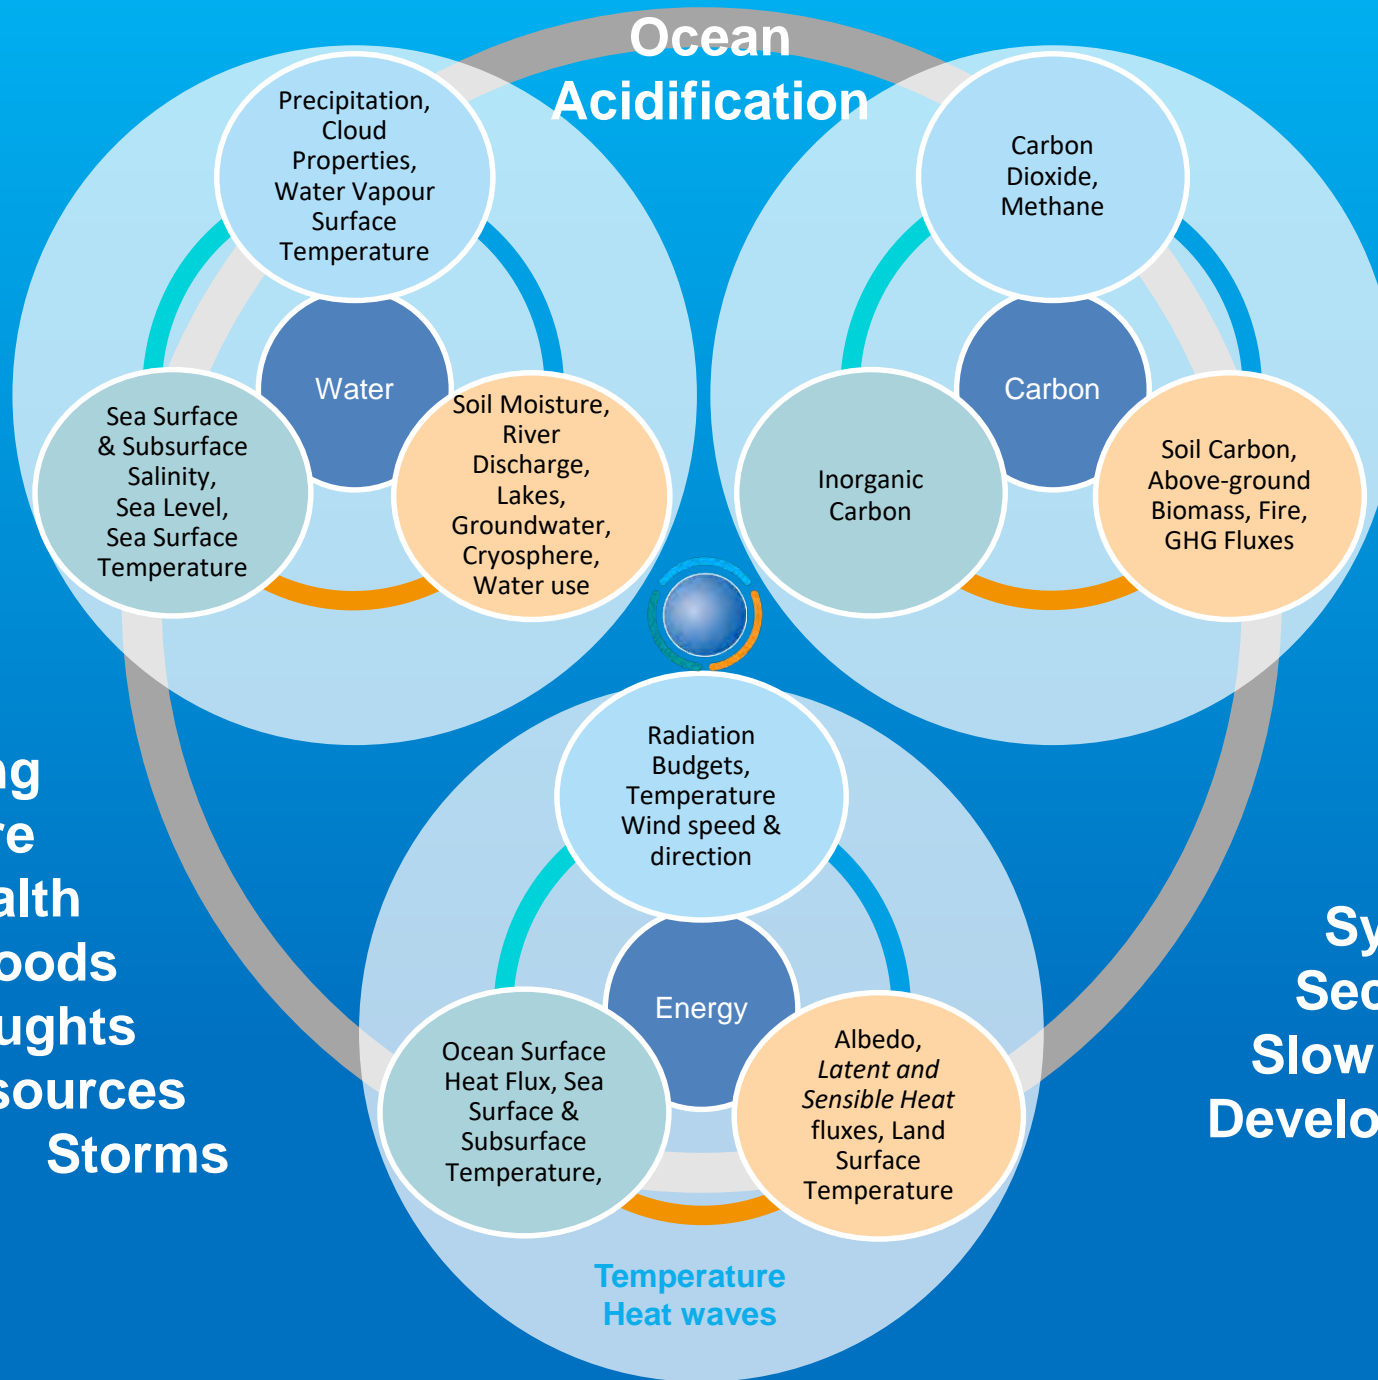 Ocean
Acidification
Precipitation,
Cloud
Properties,
Water Vapour
Surface
Temperature
Water
Sea Surface
& Subsurface
Salinity,
Sea Level,
Sea Surface
Temperature
Soil Moisture,
River
Discharge,
Lakes,
Groundwater,
Cryosphere,
Water use
Carbon
Dioxide,
Methane
Carbon
Inorganic
Carbon
Soil Carbon,
Above-ground
Biomass, Fire,
GHG Fluxes
Radiation
Budgets,
Temperature
Wind speed &
direction
Energy
Ocean Surface
Heat Flux, Sea
Surface &
Subsurface
Temperature,
Albedo,
Latent and
Sensible Heat
fluxes, Land
Surface
Temperature
Temperature
Heat waves
ng
re
alth
oods
ughts
sources
Storms
Sy
Sec
Slow
Develo